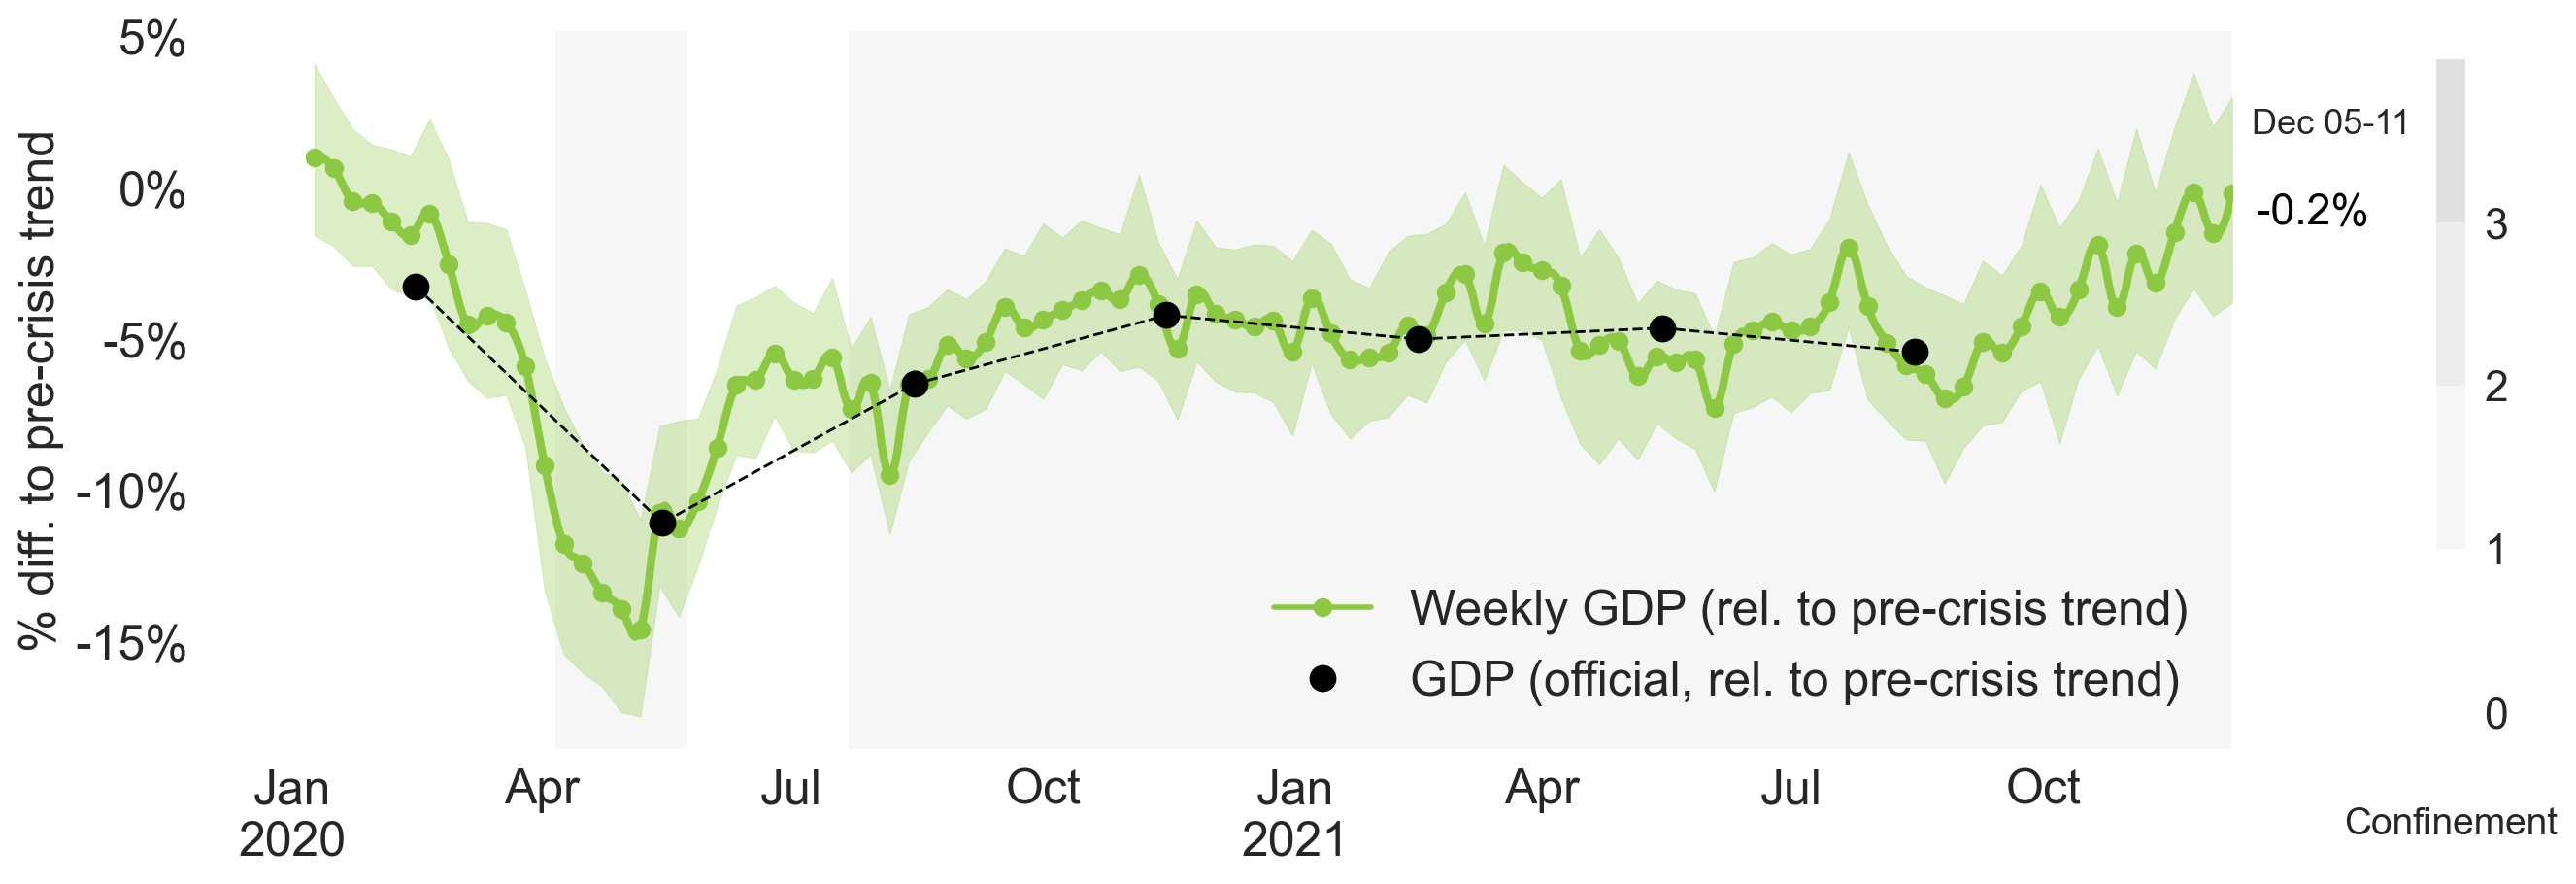 % diff. to pre-crisis trend
5%
0%
-5%
-10%
-15%
Jan
2020
Apr
Jul
Oct
Jan
2021
Apr
Jul
Oct
Weekly GDP (rel. to pre-crisis trend)
GDP (official, rel. to pre-crisis trend)
Dec 05-11
-0.2%
3
2
1
0
Confinement